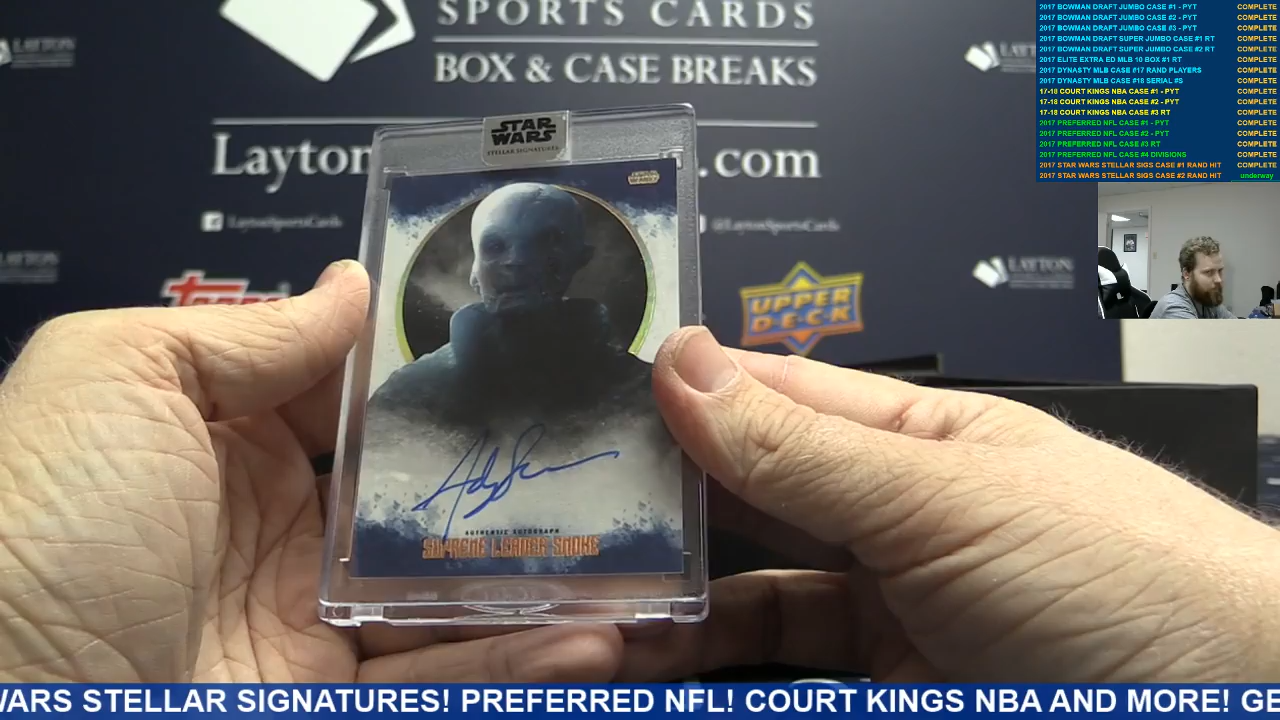 SPORTS CARDS
BOX & CASE BREAKS
Layton
.com
LaytonSportsCards
@LaytonSportsCards
LAYTON
LAYTON
LAYTON
Topps
UPPER
DECK
STAR
WARS
STELLAR SIGNATURES
AUTHENTIC AUTOGRAPH
SUPREME LEADER SNOKE
2017 BOWMAN DRAFT JUMBO CASE #1 - PYT COMPLETE
2017 BOWMAN DRAFT JUMBO CASE #2 - PYT COMPLETE
2017 BOWMAN DRAFT JUMBO CASE #3 - PYT COMPLETE
2017 BOWMAN DRAFT SUPER JUMBO CASE #1 RT COMPLETE
2017 BOWMAN DRAFT SUPER JUMBO CASE #2 RT COMPLETE
2017 ELITE EXTRA ED MLB 10 BOX #1 RT COMPLETE
2017 DYNASTY MLB CASE #17 RAND PLAYERS COMPLETE
2017 DYNASTY MLB CASE #18 SERIAL #S COMPLETE
17-18 COURT KINGS NBA CASE #1 - PYT COMPLETE
17-18 COURT KINGS NBA CASE #2 - PYT COMPLETE
17-18 COURT KINGS NBA CASE #3 RT COMPLETE
2017 PREFERRED NFL CASE #1 - PYT COMPLETE
2017 PREFERRED NFL CASE #2 - PYT COMPLETE
2017 PREFERRED NFL CASE #3 RT COMPLETE
2017 PREFERRED NFL CASE #4 DIVISIONS COMPLETE
2017 STAR WARS STELLAR SIGS CASE #1 RAND HIT COMPLETE
2017 STAR WARS STELLAR SIGS CASE #2 RAND HIT underway
WARS STELLAR SIGNATURES! PREFERRED NFL! COURT KINGS NBA AND MORE! GE